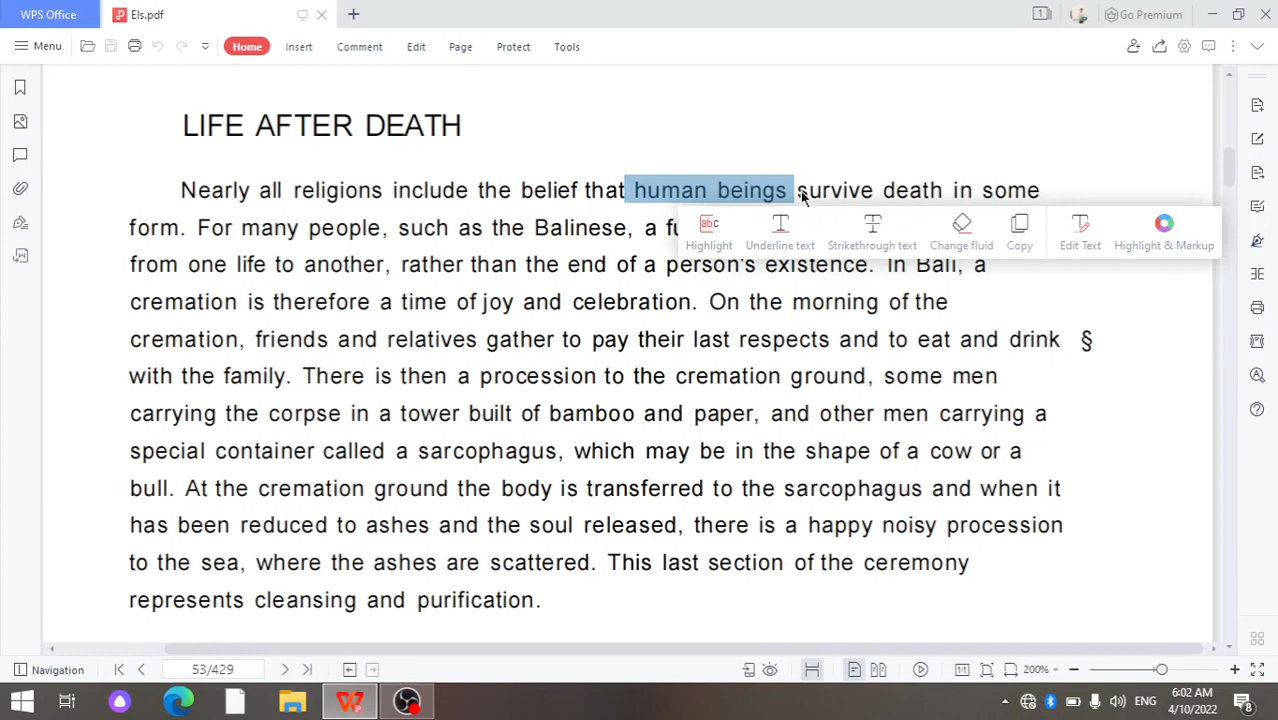 WPS Office
Els.pdf
1
Go Premium
Menu
Home
Insert
Comment
Edit
Page
Protect
Tools
LIFE AFTER DEATH
Nearly all religions include the belief that human beings survive death in some
form. For many people, such as the Balinese, a fu
abc
Highlight
Underline text
Strikethrough text
Change fluid
Copy
Edit Text
Highlight & Markup
from one life to another, rather than the end of a person's existence. In Bali, a
cremation is therefore a time of joy and celebration. On the morning of the
cremation, friends and relatives gather to pay their last respects and to eat and drink §
with the family. There is then a procession to the cremation ground, some men
carrying the corpse in a tower built of bamboo and paper, and other men carrying a
special container called a sarcophagus, which may be in the shape of a cow or a
bull. At the cremation ground the body is transferred to the sarcophagus and when it
has been reduced to ashes and the soul released, there is a happy noisy procession
to the sea, where the ashes are scattered. This last section of the ceremony
represents cleansing and purification.
Navigation
53/429
200%
ENG
6:02 AM
4/10/2022
8